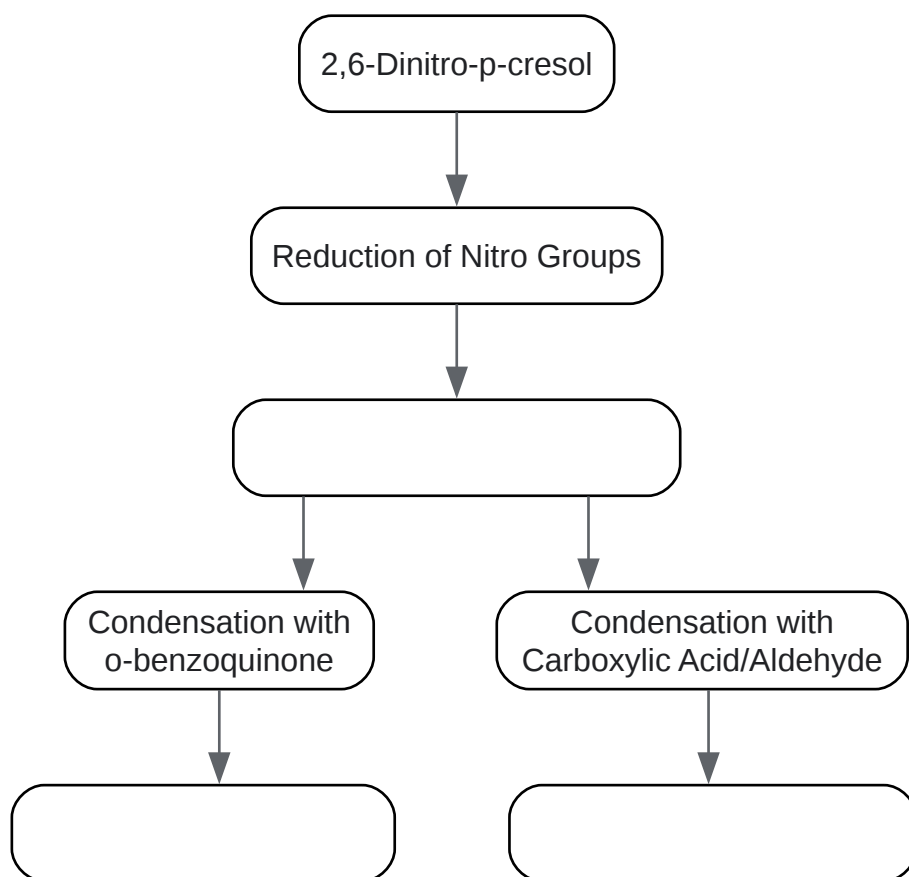 2,6-Dinitro-p-cresol
Reduction of Nitro Groups
Condensation with
o-benzoquinone
Condensation with
Carboxylic Acid/Aldehyde